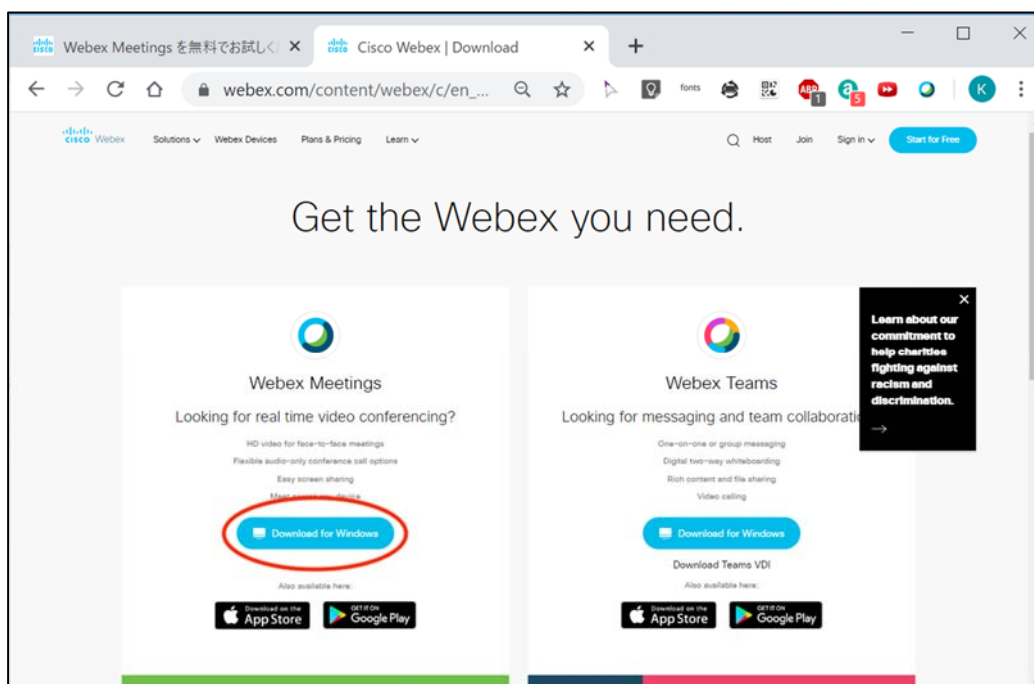 Webex Meetings を無料でお試しく
Cisco Webex | Download
webex.com/content/webex/c/en_...
fonts
ABP
1
a
5
K
CISCO Webex
Solutions
Webex Devices
Plans & Pricing
Learn
Host
Join
Sign in
Start for Free
Get the Webex you need.
Webex Meetings
Looking for real time video conferencing?
HD video for face-to-face meetings
Flexible audio-only conference call options
Easy screen sharing
Meet across any device
Download for Windows
Also available here:
Download on the
App Store
GET IT ON
Google Play
Webex Teams
Looking for messaging and team collaborati
One-on-one or group messaging
Digital two-way whiteboarding
Rich content and file sharing
Video calling
Download for Windows
Download Teams VDI
Also available here:
Download on the
App Store
GET IT ON
Google Play
Learn about our
commitment to
help charities
fighting against
racism and
discrimination.